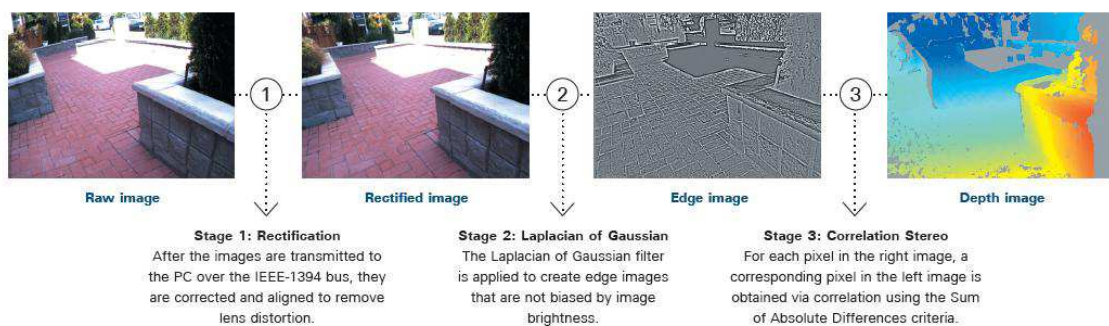 1
2
3
Raw image
Rectified image
Edge image
Depth image
Stage 1: Rectification
After the images are transmitted to
the PC over the IEEE-1394 bus, they
are corrected and aligned to remove
lens distortion.
Stage 2: Laplacian of Gaussian
The Laplacian of Gaussian filter
is applied to create edge images
that are not biased by image
brightness.
Stage 3: Correlation Stereo
For each pixel in the right image, a
corresponding pixel in the left image is
obtained via correlation using the Sum
of Absolute Differences criteria.